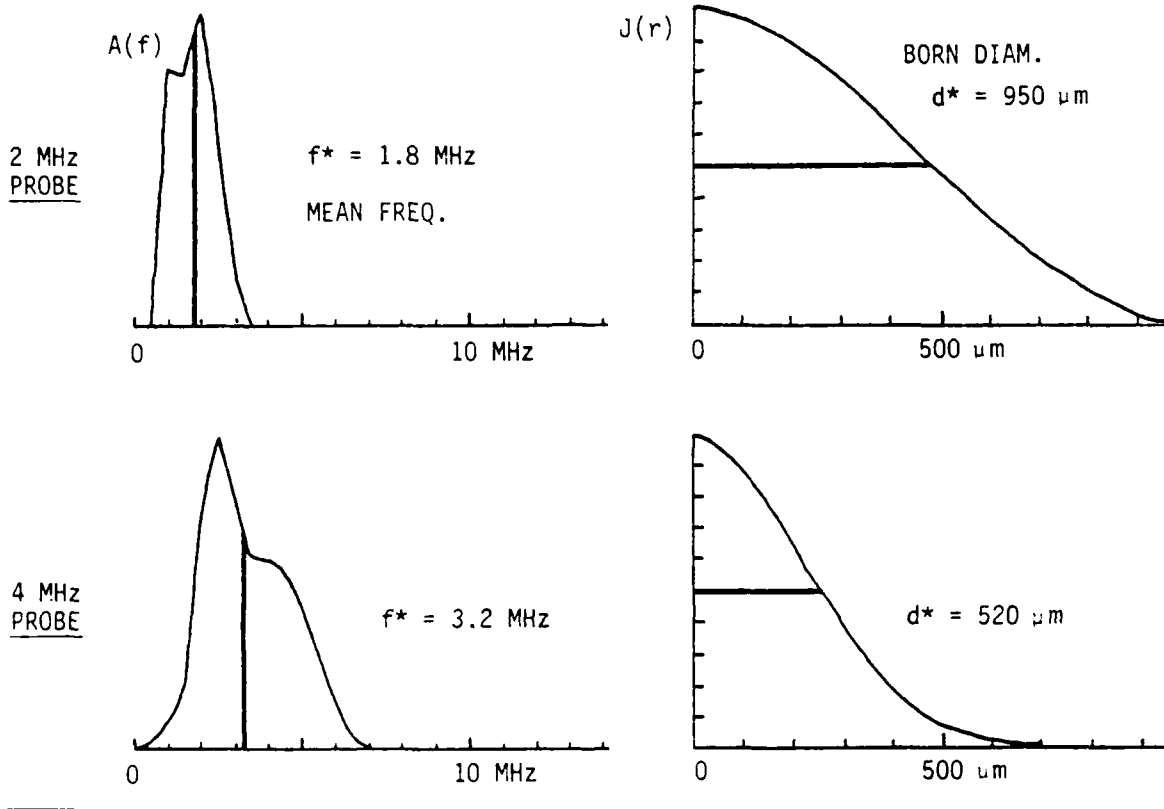 A(f)
2 MHz
PROBE
f* = 1.8 MHz
MEAN FREQ.
0
10 MHz
J(r)
BORN DIAM.
d* = 950 μm
0
500 μm
4 MHz
PROBE
f* = 3.2 MHz
0
10 MHz
d* = 520 μm
0
500 μm